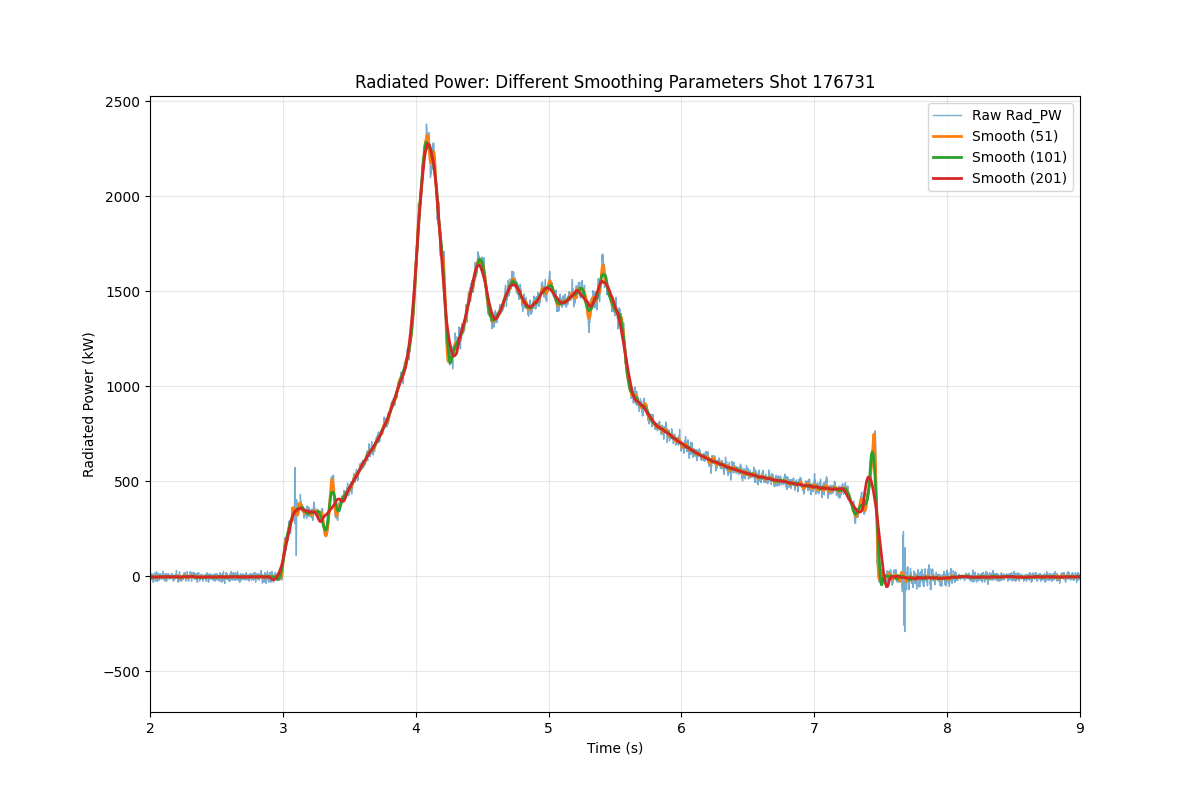 Radiated Power: Different Smoothing Parameters Shot 176731
Raw Rad_PW
Smooth (51)
Smooth (101)
Smooth (201)
Radiated Power (kW)
2500
2000
1500
1000
500
0
−500
2 3 4 5 6 7 8 9
Time (s)